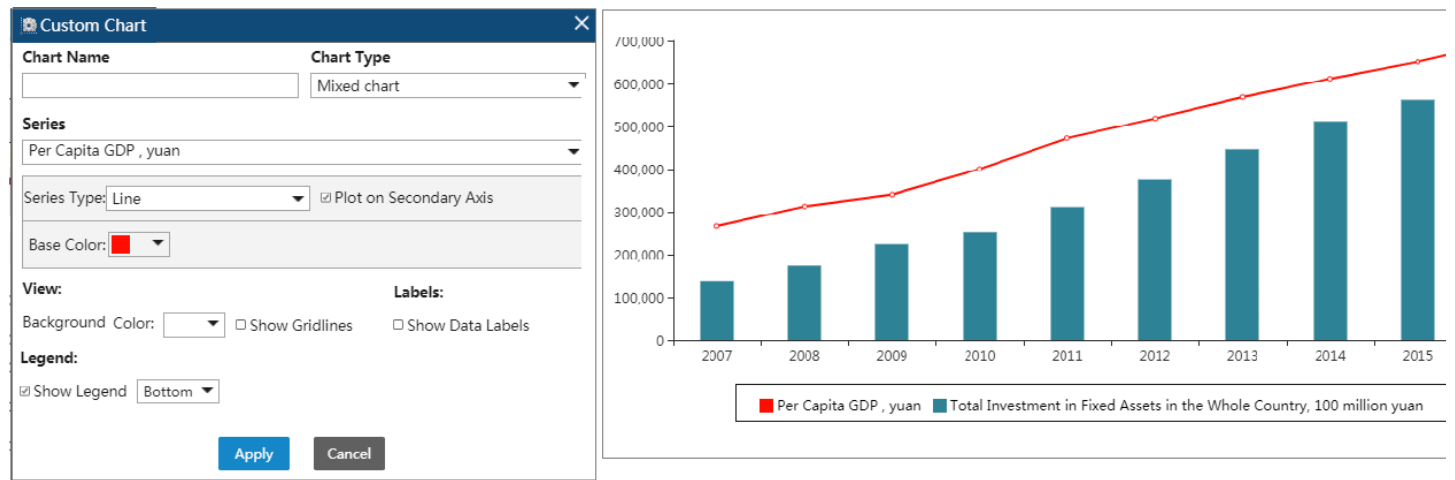 Custom Chart
Chart Name
Chart Type
Mixed chart
Series
Per Capita GDP , yuan
Series Type: Line
Plot on Secondary Axis
Base Color:
View:
Labels:
Background Color:
Show Gridlines
Show Data Labels
Legend:
Show Legend
Bottom
Apply
Cancel
700,000
600,000
500,000
400,000
300,000
200,000
100,000
0
2007 2008 2009 2010 2011 2012 2013 2014 2015
Per Capita GDP , yuan Total Investment in Fixed Assets in the Whole Country, 100 million yuan